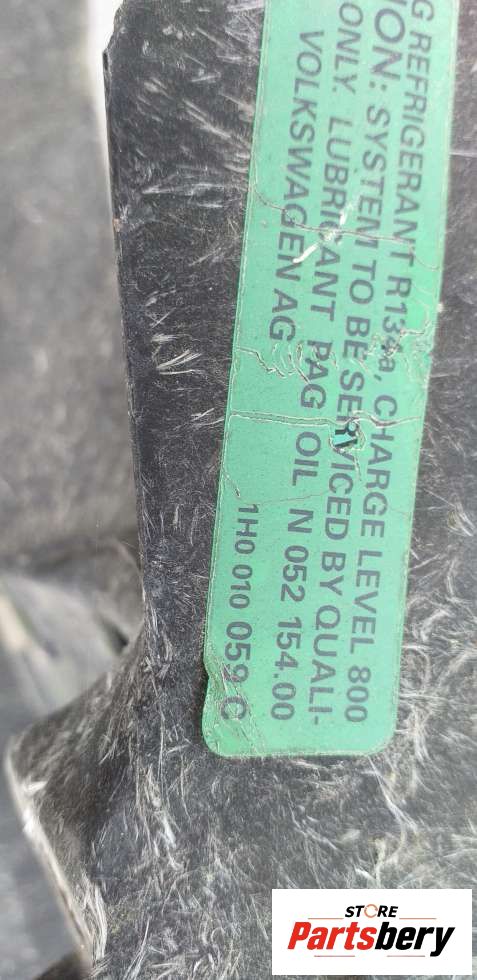 G REFRIGERANT R134a, CHARGE LEVEL 800
ION: SYSTEM TO BE SERVICED BY QUALI-
ONLY. LUBRICANT PAG OIL N 052 154.00
VOLKSWAGEN AG
1H0 010 059 C
STORE
Partsbery